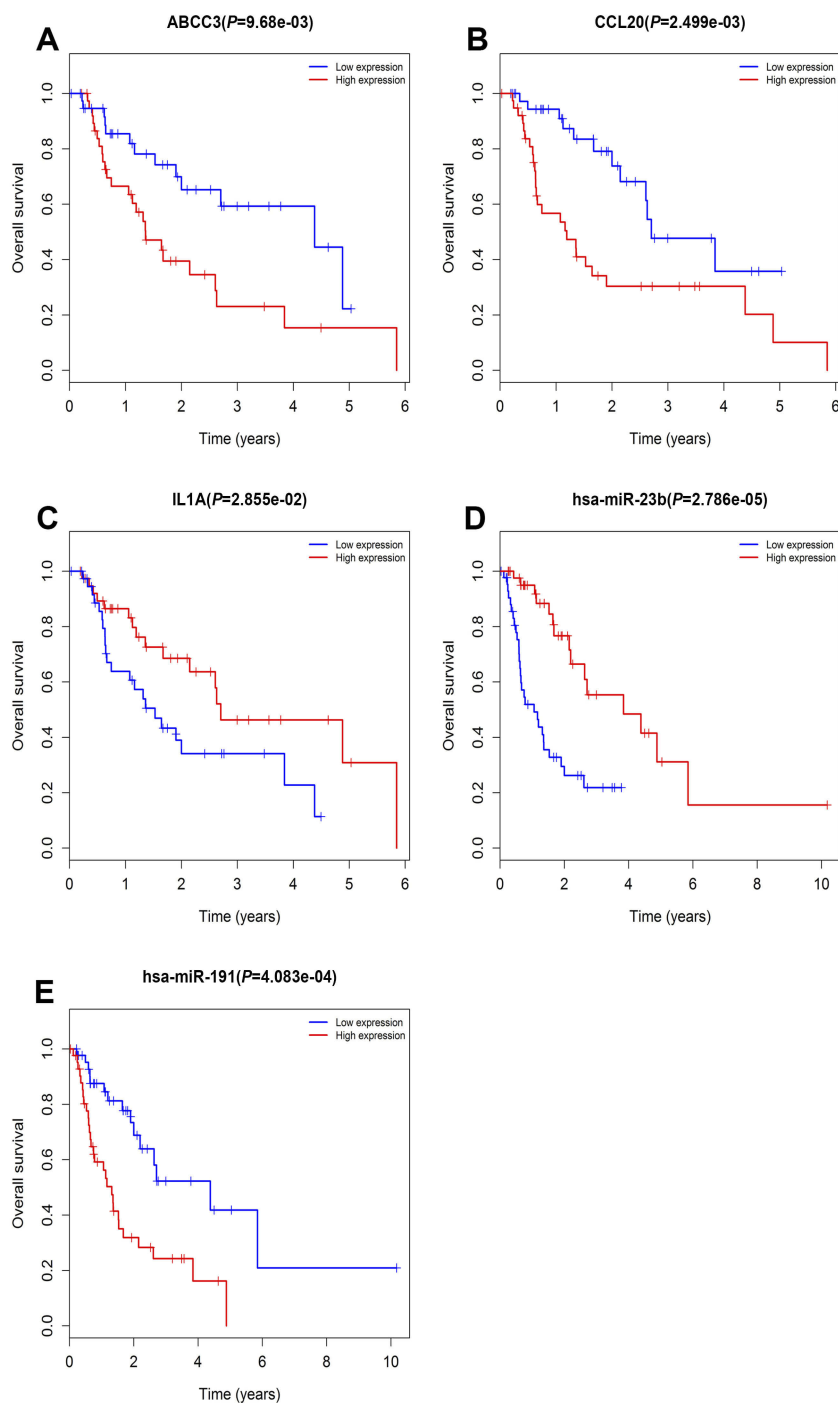 A
ABCC3(P=9.68e-03)
Low expression
High expression
Overall survival
1.0
0.8
0.6
0.4
0.2
0.0
0 1 2 3 4 5 6
Time (years)
B
CCL20(P=2.499e-03)
Low expression
High expression
Overall survival
1.0
0.8
0.6
0.4
0.2
0.0
0 1 2 3 4 5 6
Time (years)
C
IL1A(P=2.855e-02)
Low expression
High expression
Overall survival
1.0
0.8
0.6
0.4
0.2
0.0
0 1 2 3 4 5 6
Time (years)
D
hsa-miR-23b(P=2.786e-05)
Low expression
High expression
Overall survival
1.0
0.8
0.6
0.4
0.2
0.0
0 2 4 6 8 10
Time (years)
E
hsa-miR-191(P=4.083e-04)
Low expression
High expression
Overall survival
1.0
0.8
0.6
0.4
0.2
0.0
0 2 4 6 8 10
Time (years)